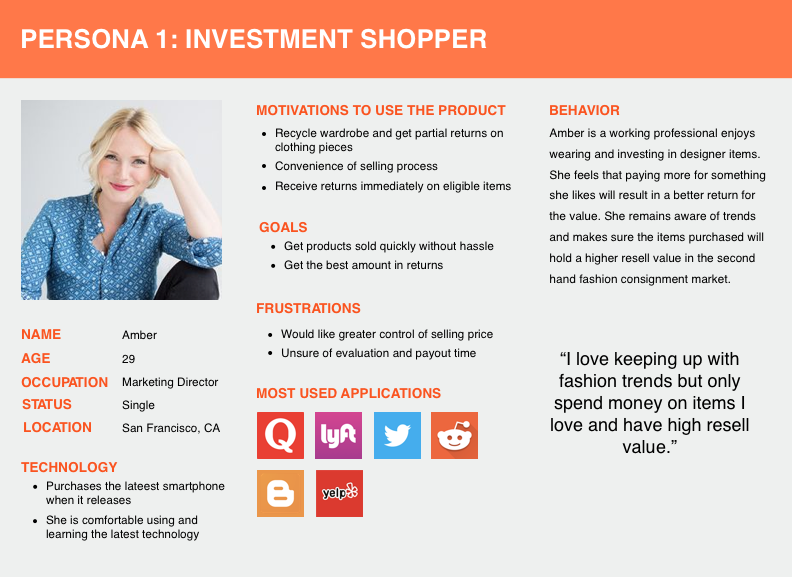 PERSONA 1: INVESTMENT SHOPPER
NAME Amber
AGE 29
OCCUPATION Marketing Director
STATUS Single
LOCATION San Francisco, CA
TECHNOLOGY
• Purchases the lateest smartphone
when it releases
• She is comfortable using and
learning the latest technology
MOTIVATIONS TO USE THE PRODUCT
• Recycle wardrobe and get partial returns on
clothing pieces
• Convenience of selling process
• Receive returns immediately on eligible items
GOALS
• Get products sold quickly without hassle
• Get the best amount in returns
FRUSTRATIONS
• Would like greater control of selling price
• Unsure of evaluation and payout time
MOST USED APPLICATIONS
Q lyft
B yelp
BEHAVIOR
Amber is a working professional enjoys
wearing and investing in designer items.
She feels that paying more for something
she likes will result in a better return for
the value. She remains aware of trends
and makes sure the items purchased will
hold a higher resell value in the second
hand fashion consignment market.
“I love keeping up with
fashion trends but only
spend money on items I
love and have high resell
value.”